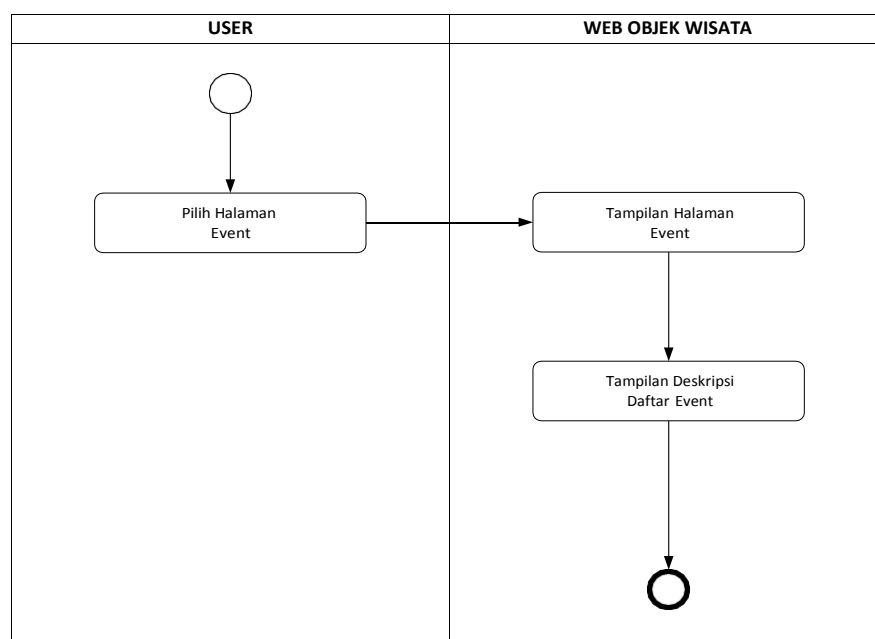 USER
WEB OBJEK WISATA
Pilih Halaman
Event
Tampilan Halaman
Event
Tampilan Deskripsi
Daftar Event